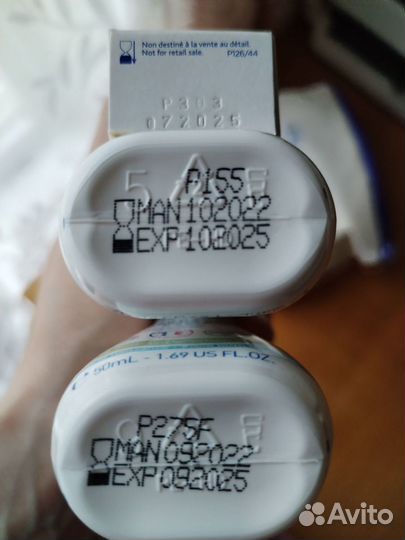 Non destiné à la vente au détail.
Not for retail sale. P126/44
P303
072025
P155
MAN102022
EXP102025
50mL - 1.69 US FL.OZ.
P275F
MAN092022
EXP092025
Avito